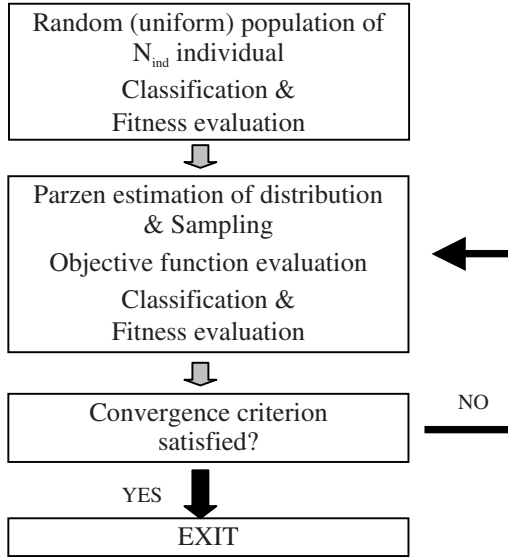 Random (uniform) population of
N_ind individual
Classification &
Fitness evaluation
Parzen estimation of distribution
& Sampling
Objective function evaluation
Classification &
Fitness evaluation
Convergence criterion
satisfied?
NO
YES
EXIT